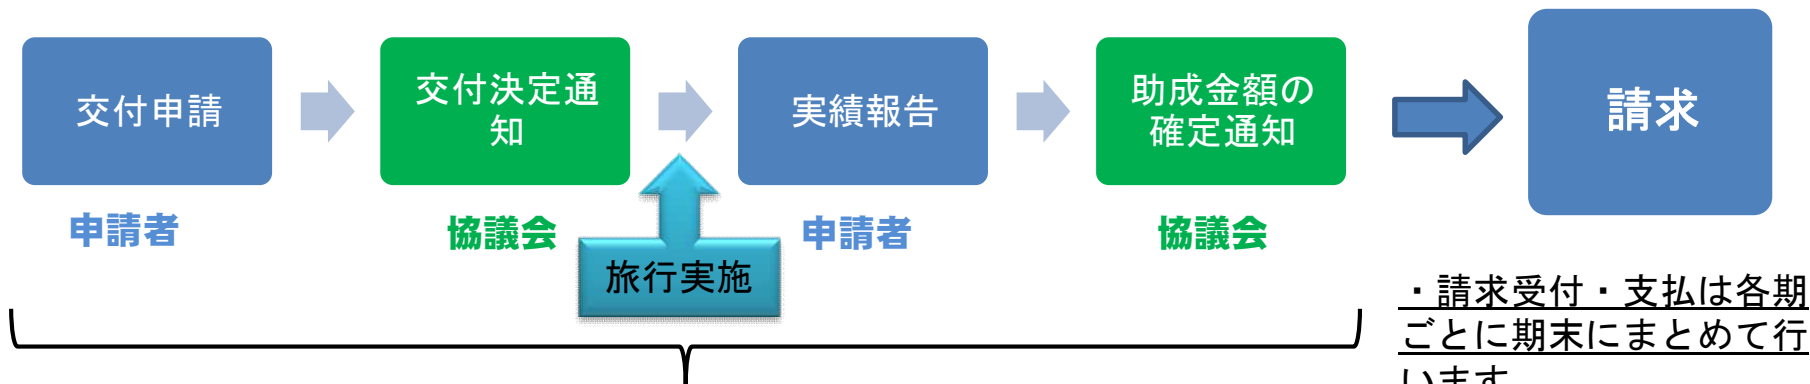 交付申請
交付決定通
知
実績報告
助成金額の
確定通知
請求
申請者
協議会
申請者
協議会
旅行実施
・請求受付・支払は各期
ごとに期末にまとめて行
います